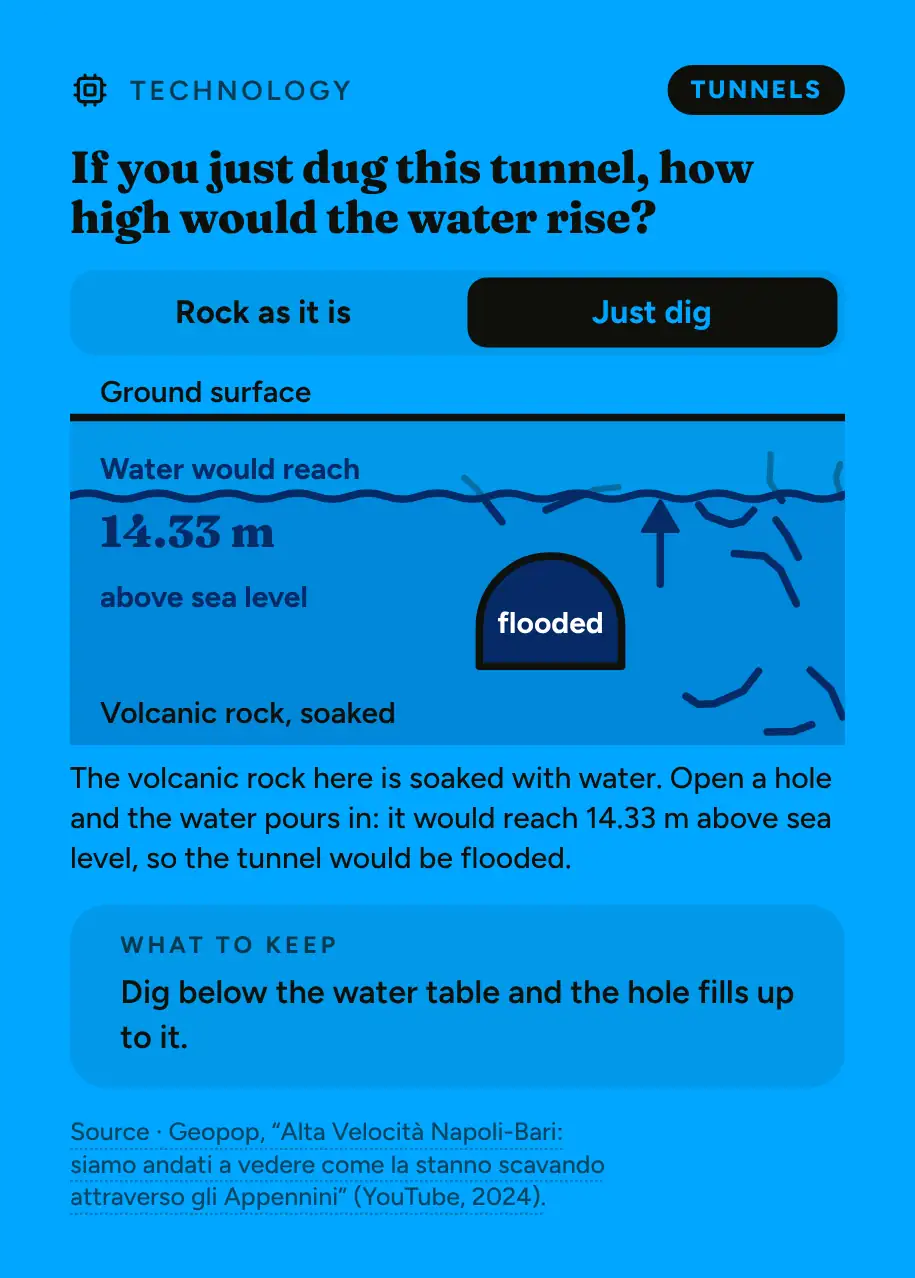 TECHNOLOGY
TUNNELS
If you just dug this tunnel, how
high would the water rise?
Rock as it is
Just dig
Ground surface
Water would reach
14.33 m
above sea level
flooded
Volcanic rock, soaked
The volcanic rock here is soaked with water. Open a hole
and the water pours in: it would reach 14.33 m above sea
level, so the tunnel would be flooded.
WHAT TO KEEP
Dig below the water table and the hole fills up
to it.
Source · Geopop, “Alta Velocità Napoli-Bari:
siamo andati a vedere come la stanno scavando
attraverso gli Appennini” (YouTube, 2024).